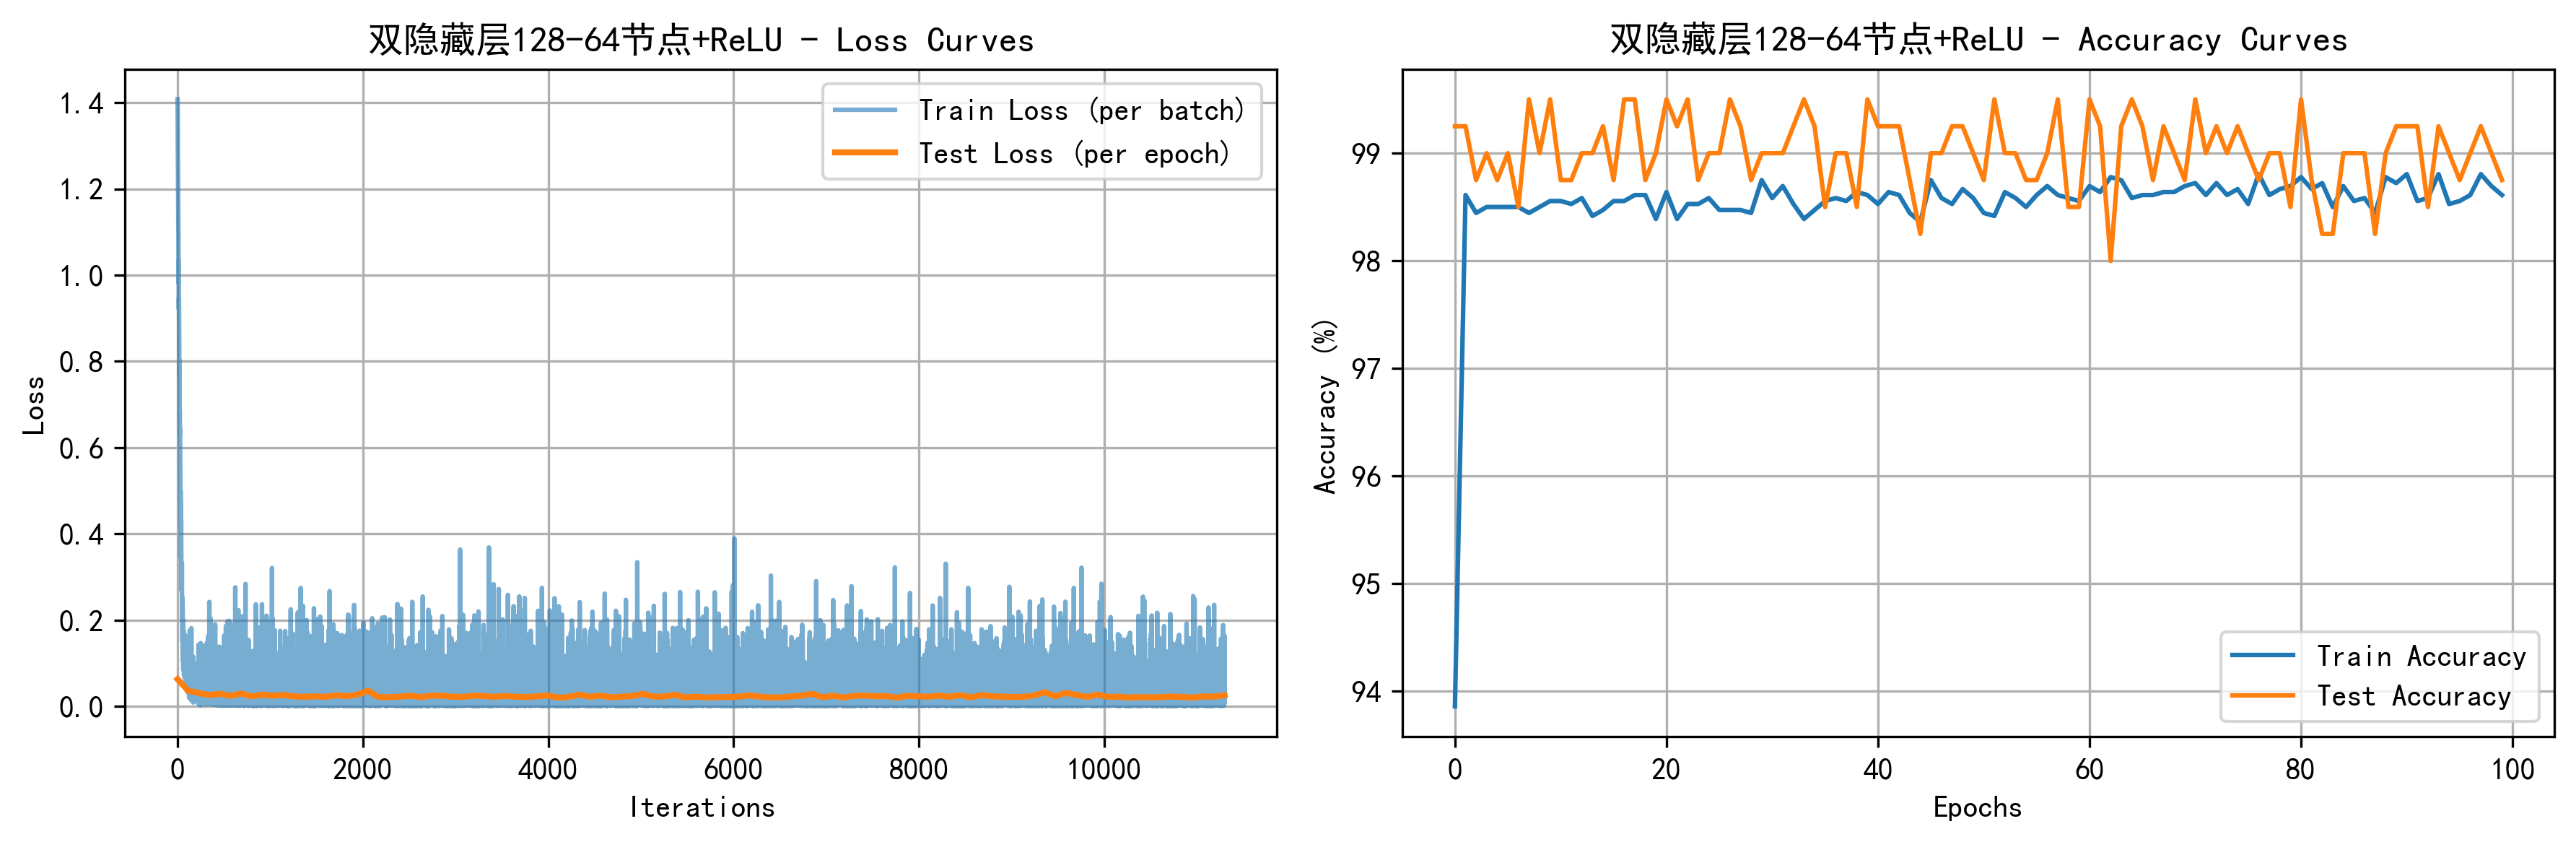 双隐藏层128-64节点+ReLU - Loss Curves
1.4
1.2
1.0
0.8
0.6
0.4
0.2
0.0
Loss
Train Loss (per batch)
Test Loss (per epoch)
0 2000 4000 6000 8000 10000
Iterations
双隐藏层128-64节点+ReLU - Accuracy Curves
99
98
97
96
95
94
Accuracy (%)
Train Accuracy
Test Accuracy
0 20 40 60 80 100
Epochs